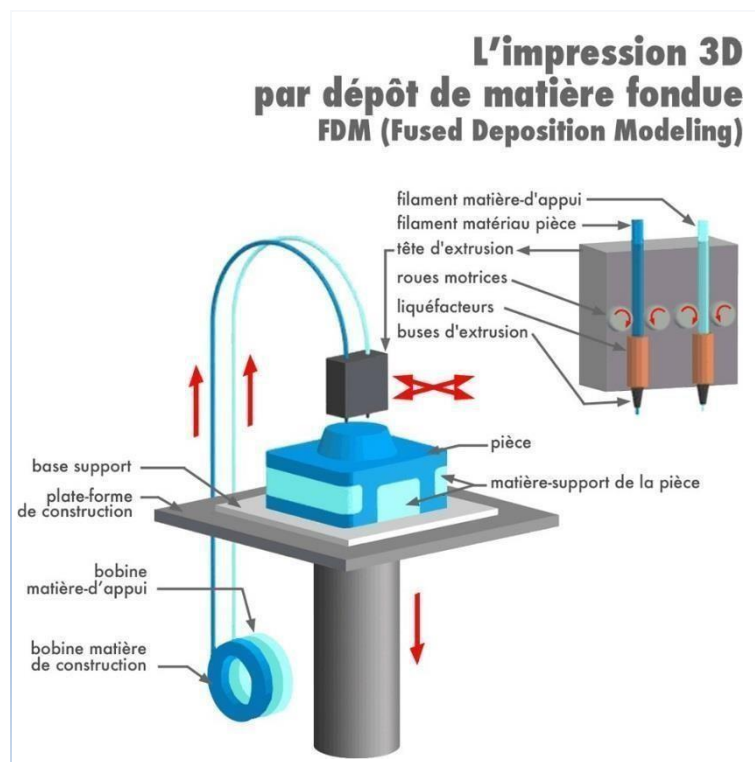 L'impression 3D
par dépôt de matière fondue
FDM (Fused Deposition Modeling)
filament matière-d'appui
filament matériau pièce
tête d'extrusion
roues motrices
liquéfacteurs
buses d'extrusion
pièce
base support
matière-support de la pièce
plate-forme
de construction
bobine
matière-d'appui
bobine matière
de construction